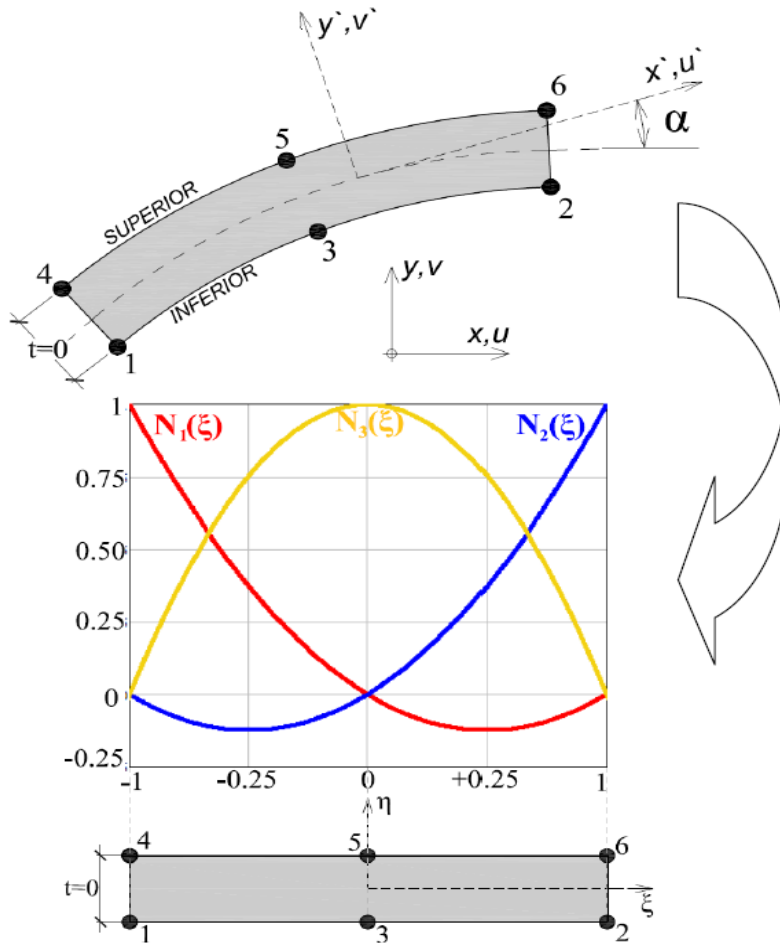 y`,v`
x`,u`
6
α
5
SUPERIOR
2
4
3
INFERIOR
y,v
t=0
1
x,u
1
N₁(ξ)
N₃(ξ)
N₂(ξ)
0.75
0.50
0.25
0
-0.25
-1
-0.25
0
+0.25
1
η
4
5
6
t=0
ξ
1
3
2